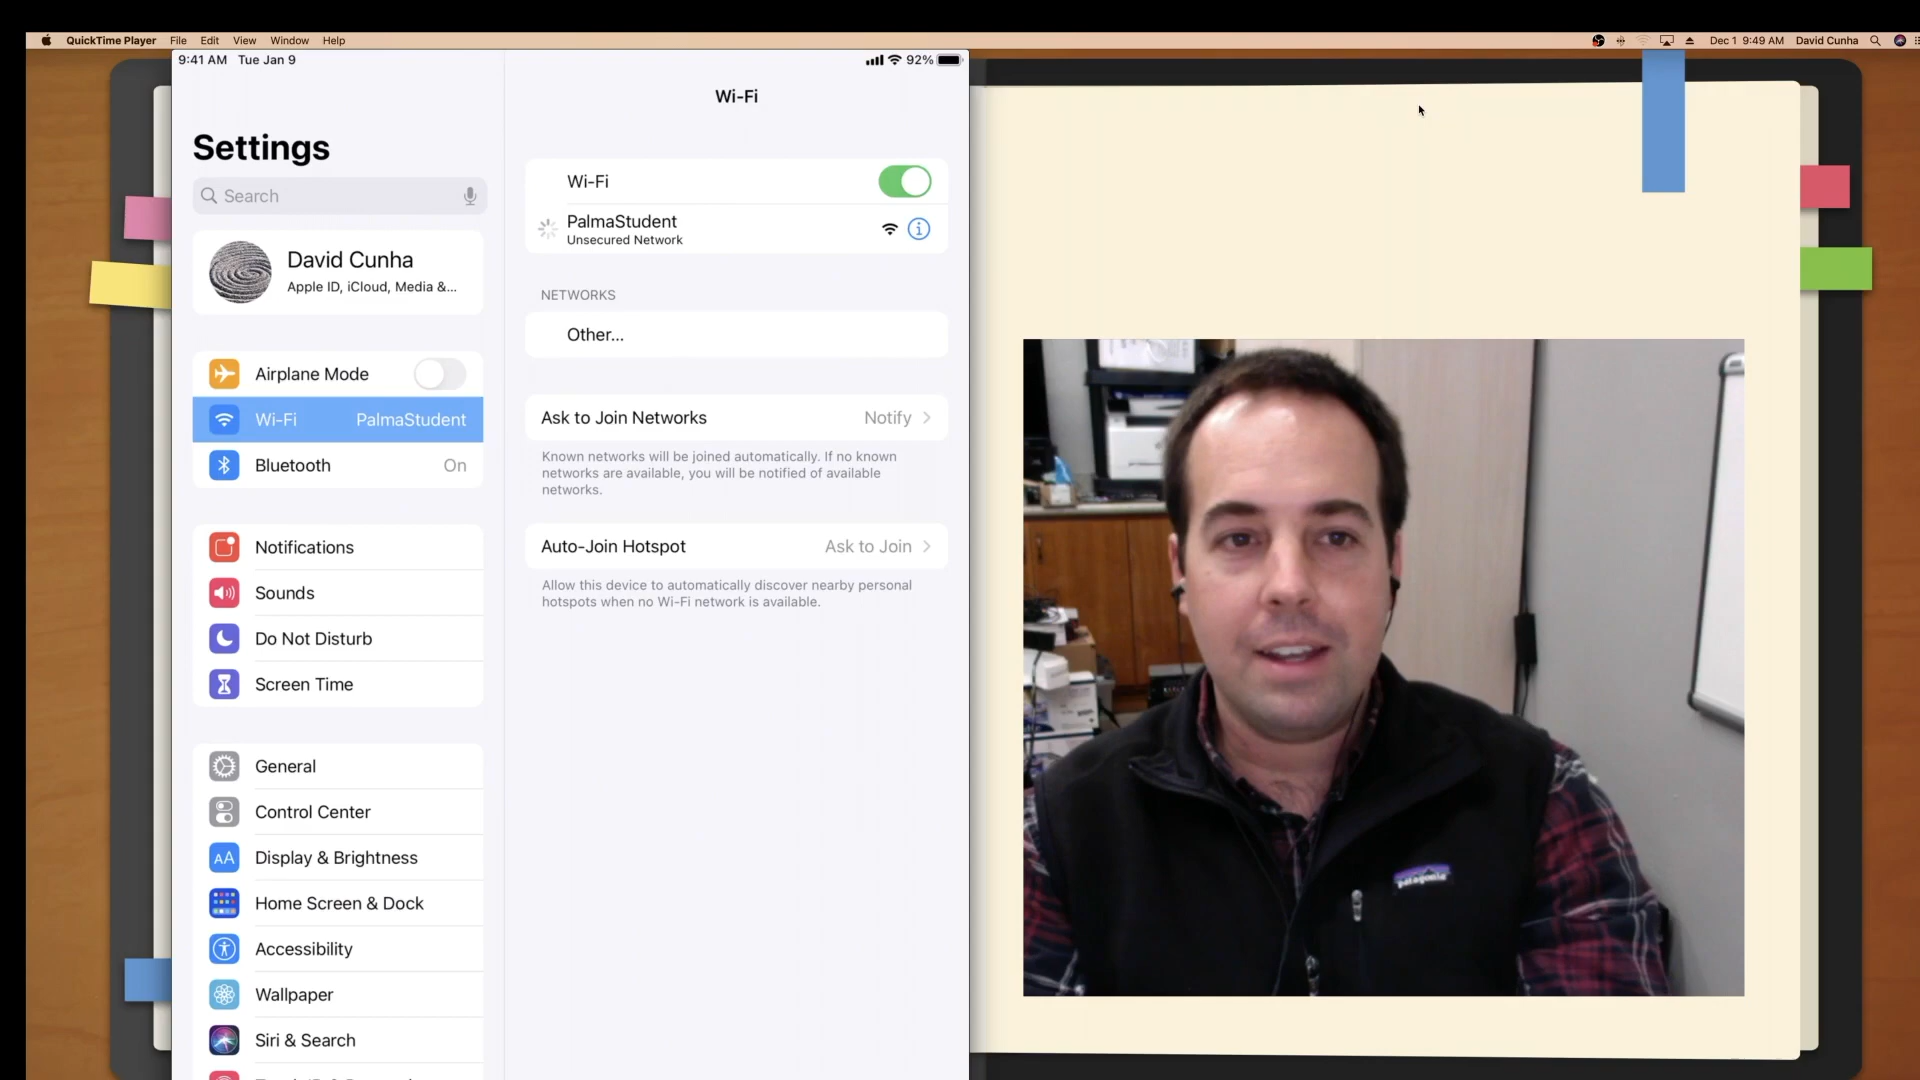 QuickTime Player File Edit View Window Help
Dec 1 9:49 AM David Cunha
9:41 AM Tue Jan 9
92%
Settings
Search
David Cunha
Apple ID, iCloud, Media &...
Airplane Mode
Wi-Fi PalmaStudent
Bluetooth On
Notifications
Sounds
Do Not Disturb
Screen Time
General
Control Center
AA Display & Brightness
Home Screen & Dock
Accessibility
Wallpaper
Siri & Search
Wi-Fi
Wi-Fi
PalmaStudent
Unsecured Network
NETWORKS
Other...
Ask to Join Networks Notify
Known networks will be joined automatically. If no known
networks are available, you will be notified of available
networks.
Auto-Join Hotspot Ask to Join
Allow this device to automatically discover nearby personal
hotspots when no Wi-Fi network is available.
patagonia